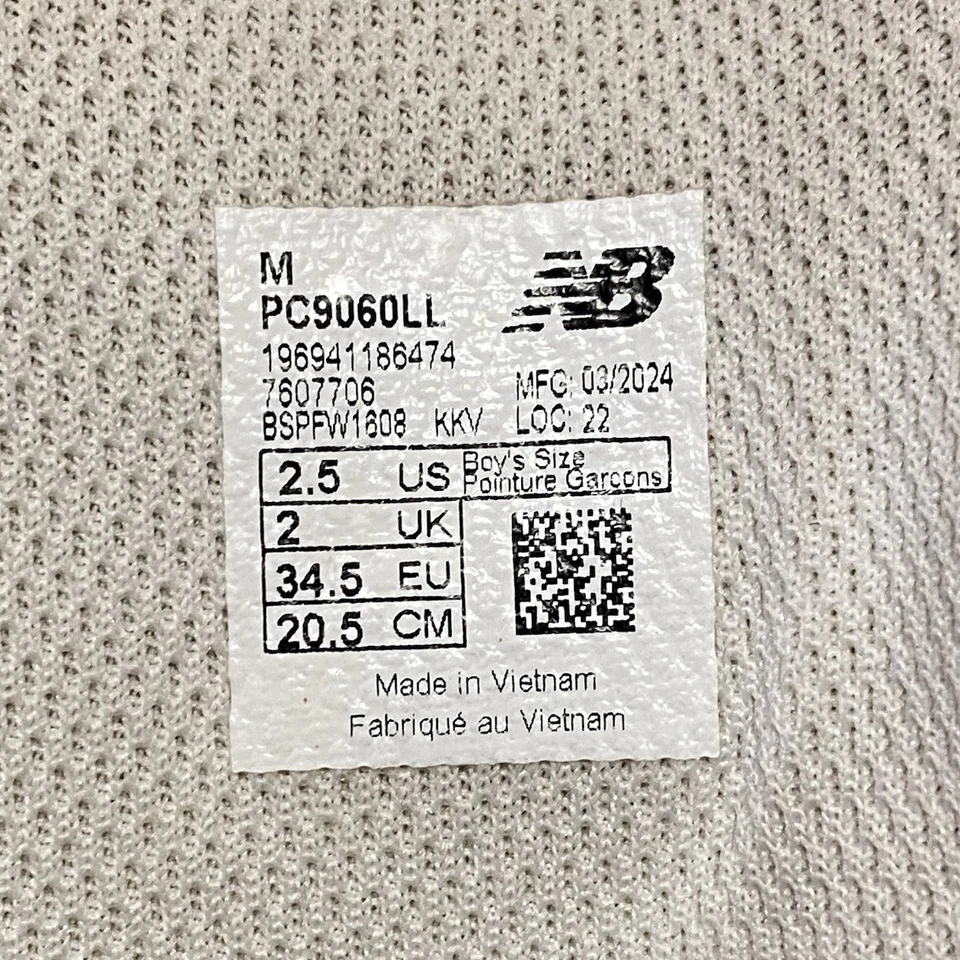 M
NB
PC9060LL
196941186474
7607706
MFG: 03/2024
BSPFW1608 KKV LOC: 22
2.5 US Boy's Size
Pointure Garcons
2 UK
34.5 EU
20.5 CM
Made in Vietnam
Fabriqué au Vietnam